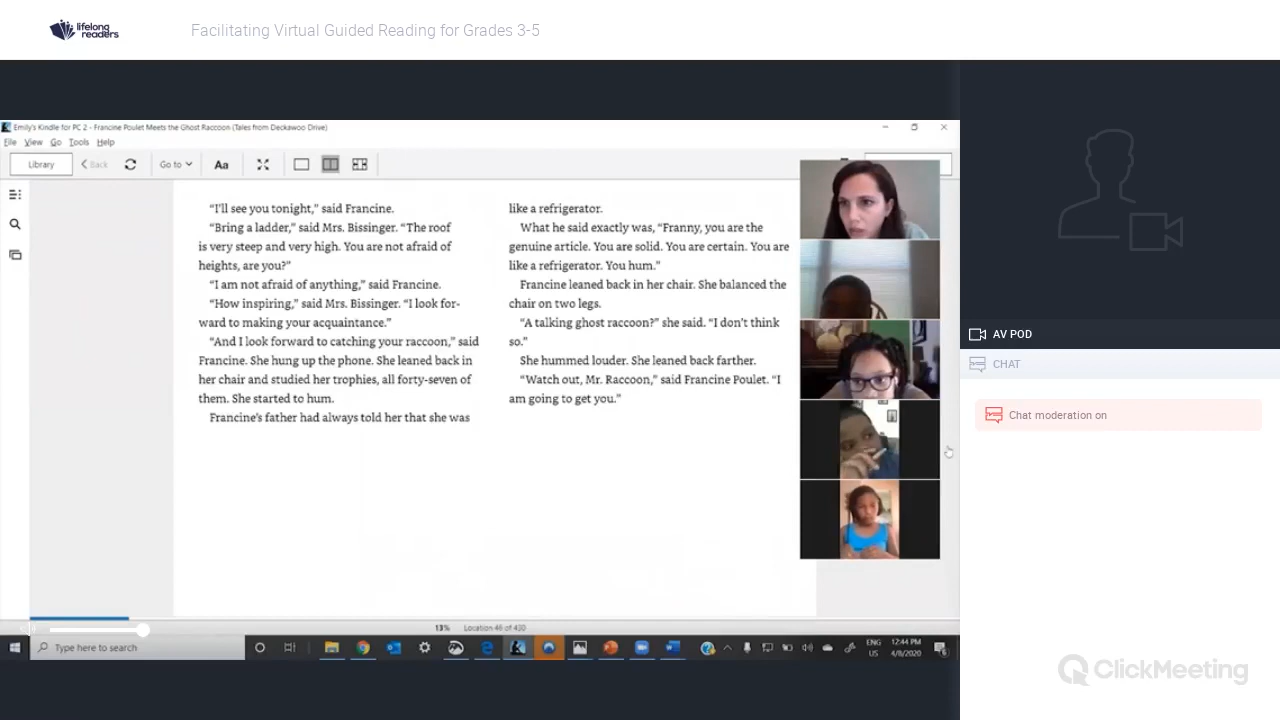 lifelong
readers
Facilitating Virtual Guided Reading for Grades 3-5
Emily's Kindle for PC 2 - Francine Poulet Meets the Ghost Raccoon (Tales from Deckawoo Drive)
File View Go Tools Help
Library Back Go to Aa
“I'll see you tonight,” said Francine.
“Bring a ladder,” said Mrs. Bissinger. “The roof
is very steep and very high. You are not afraid of
heights, are you?”
“I am not afraid of anything,” said Francine.
“How inspiring,” said Mrs. Bissinger. “I look for-
ward to making your acquaintance.”
“And I look forward to catching your raccoon,” said
Francine. She hung up the phone. She leaned back in
her chair and studied her trophies, all forty-seven of
them. She started to hum.
Francine's father had always told her that she was
like a refrigerator.
What he said exactly was, “Franny, you are the
genuine article. You are solid. You are certain. You are
like a refrigerator. You hum.”
Francine leaned back in her chair. She balanced the
chair on two legs.
“A talking ghost raccoon?” she said. “I don't think
so.”
She hummed louder. She leaned back farther.
“Watch out, Mr. Raccoon,” said Francine Poulet. “I
am going to get you.”
13% Location 46 of 430
Type here to search
ENG
US
12:44 PM
4/8/2020
AV POD
CHAT
Chat moderation on
ClickMeeting